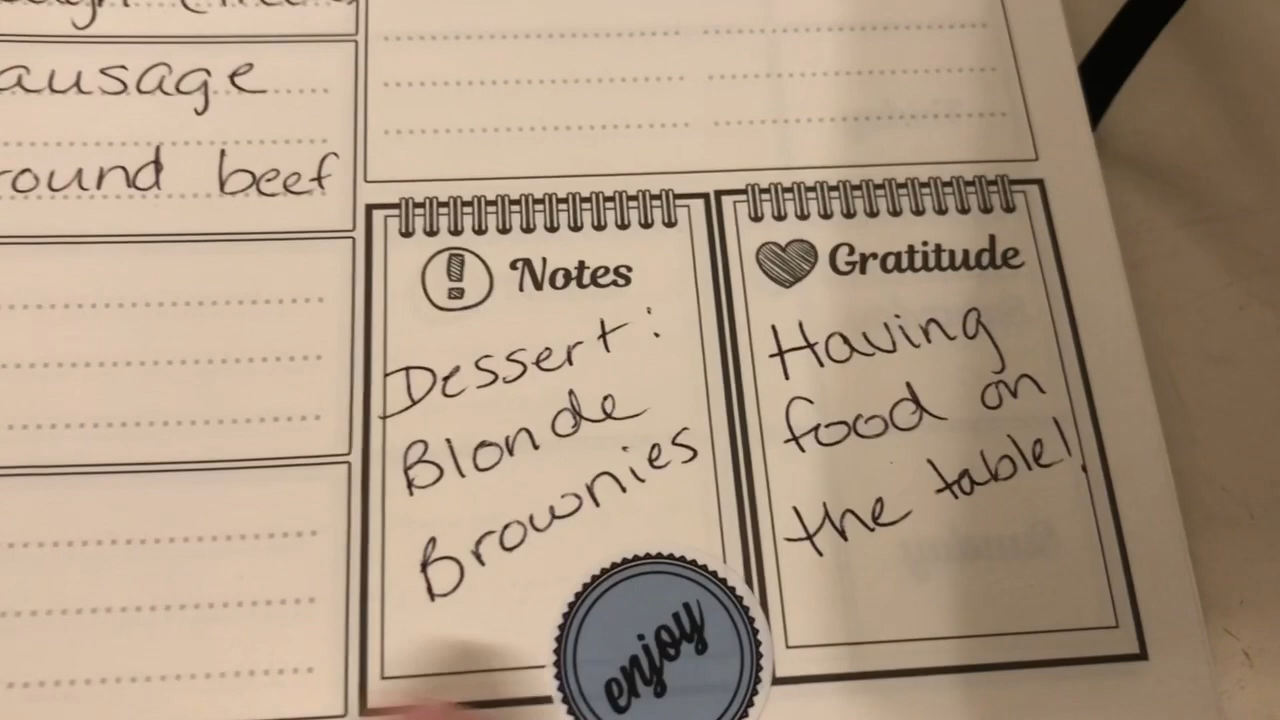 ausage
round beef
Notes
Dessert:
Blonde
Brownies
Gratitude
Having
food on
the table!
enjoy